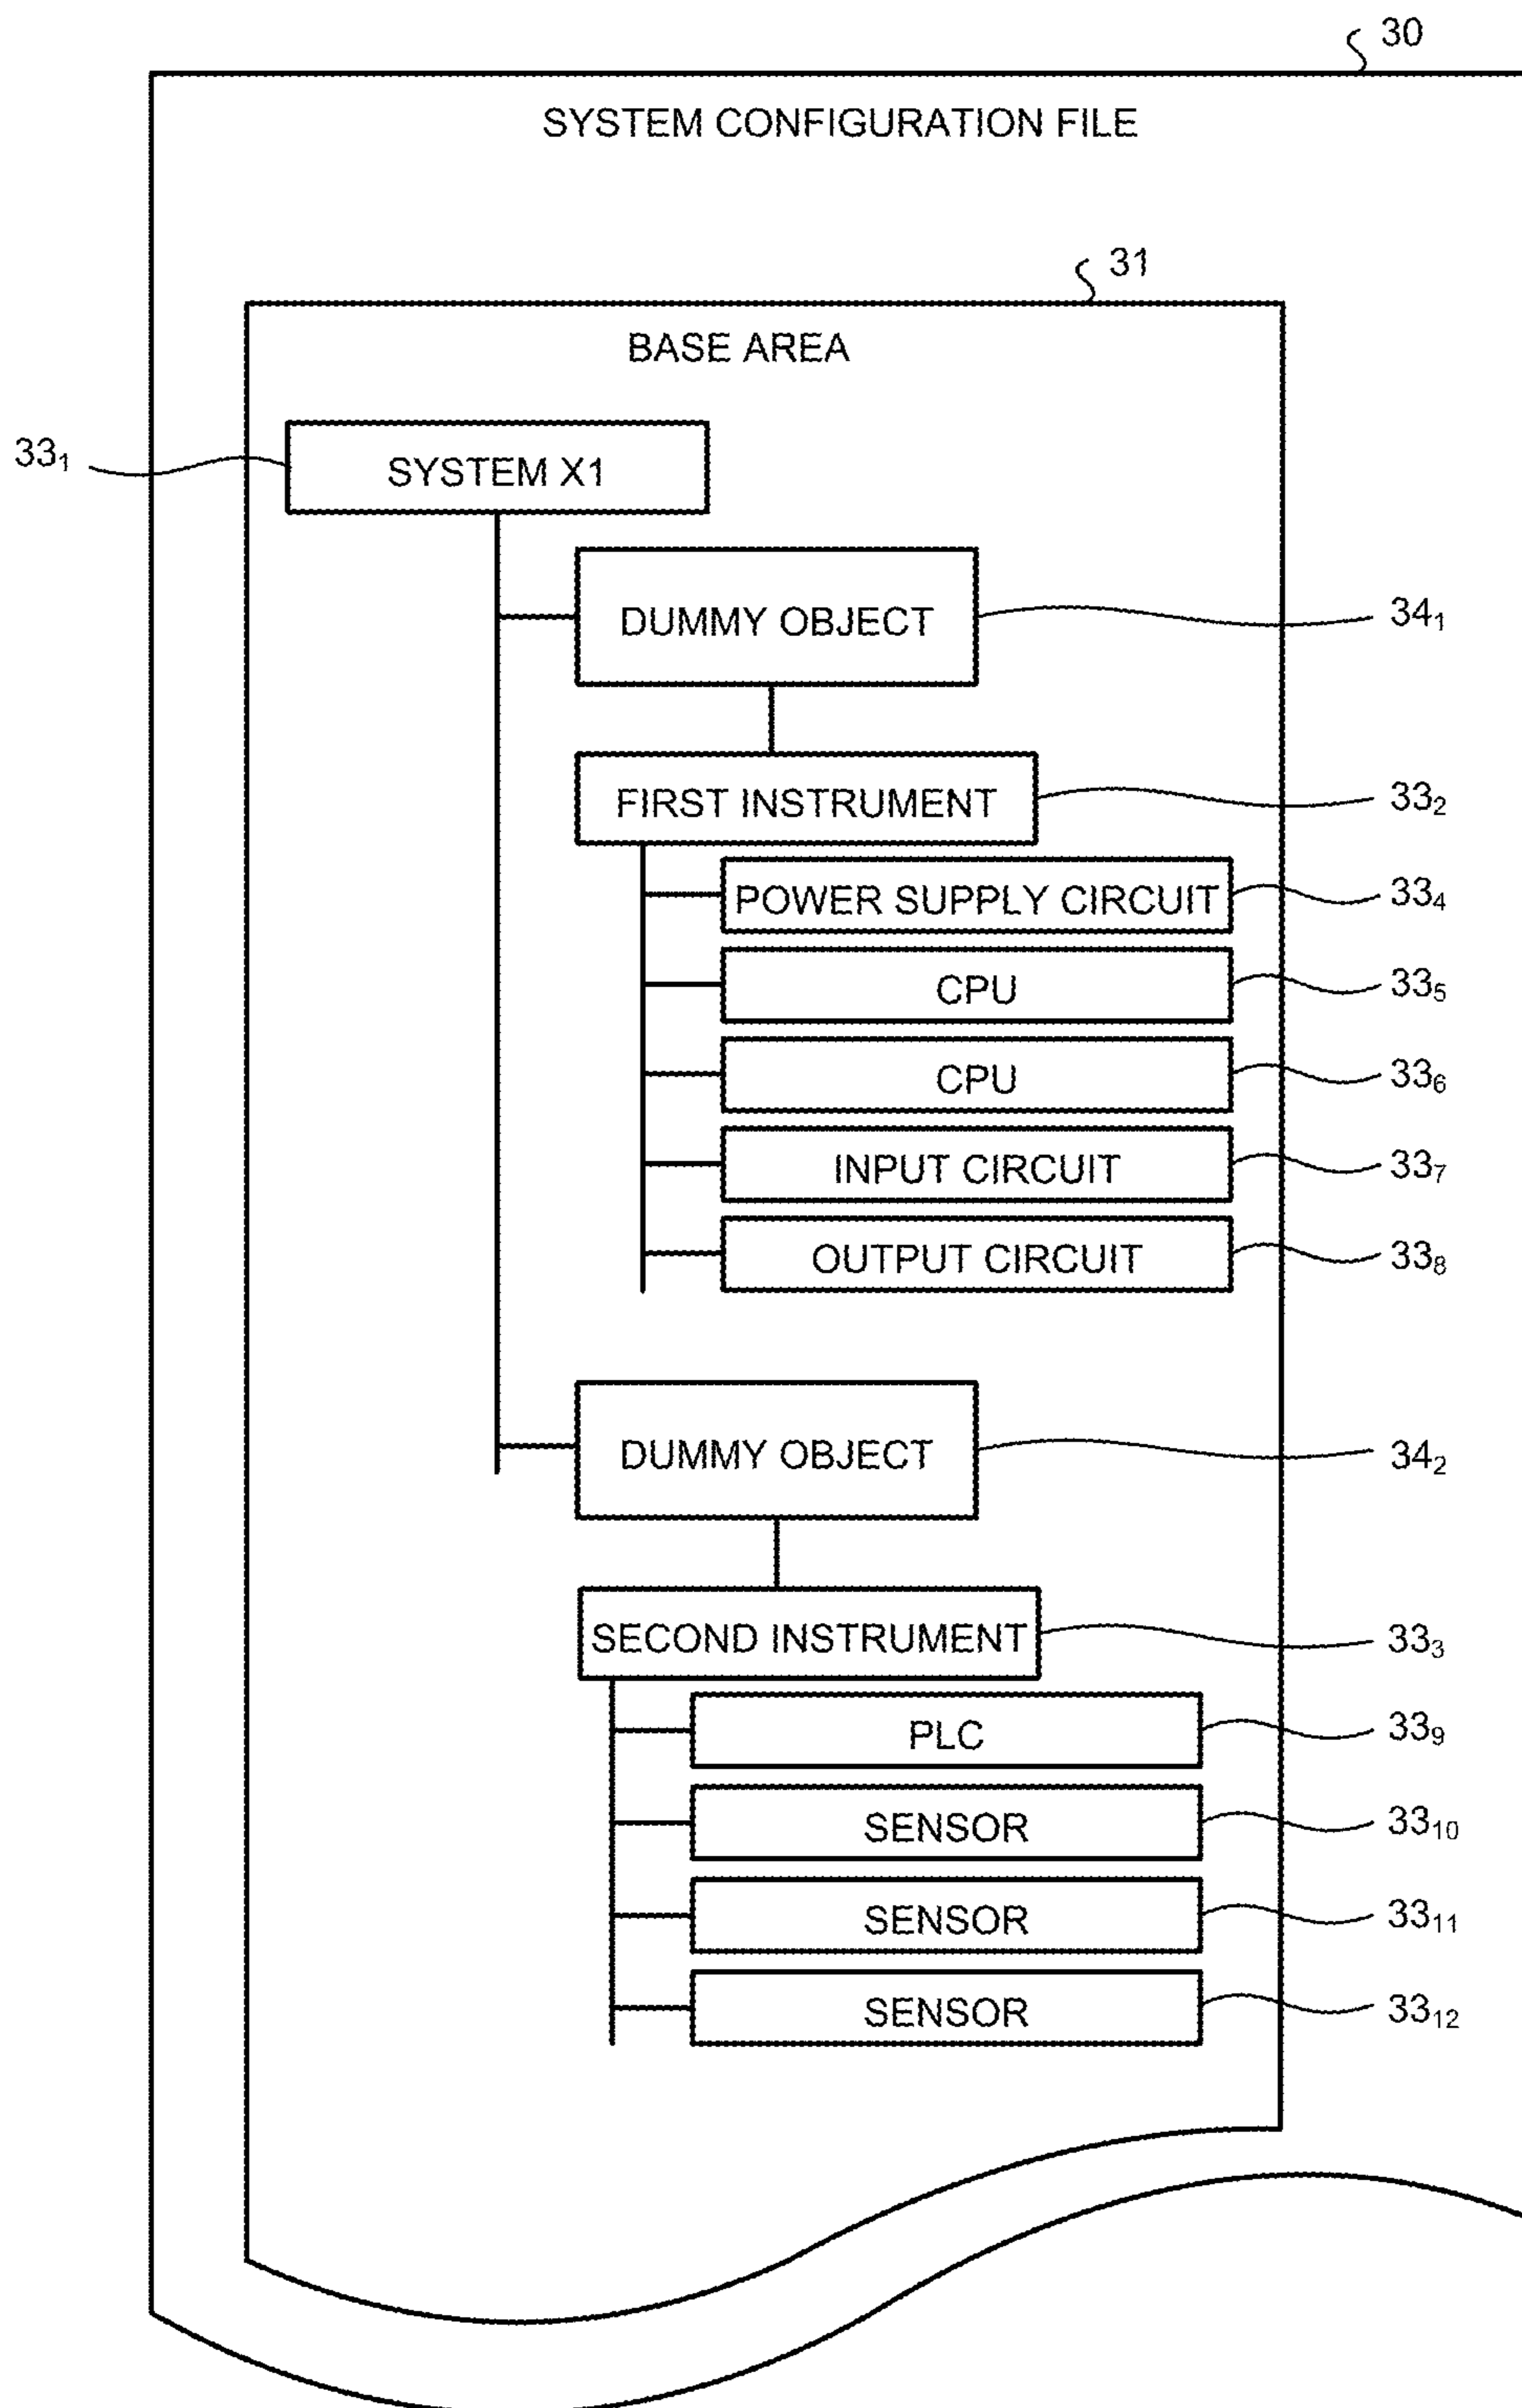 30
SYSTEM CONFIGURATION FILE
31
BASE AREA
33₁
SYSTEM X1
DUMMY OBJECT
34₁
FIRST INSTRUMENT
33₂
POWER SUPPLY CIRCUIT
33₄
CPU
33₅
CPU
33₆
INPUT CIRCUIT
33₇
OUTPUT CIRCUIT
33₈
DUMMY OBJECT
34₂
SECOND INSTRUMENT
33₃
PLC
33₉
SENSOR
33₁₀
SENSOR
33₁₁
SENSOR
33₁₂